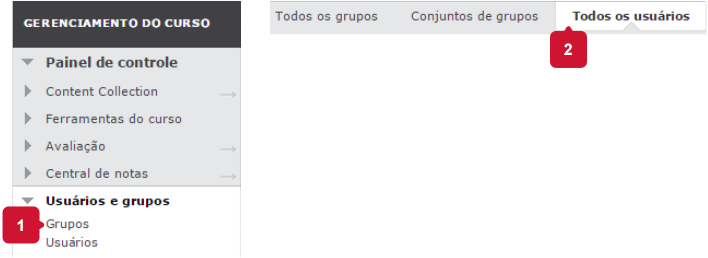 GERENCIAMENTO DO CURSO
Painel de controle
Content Collection
Ferramentas do curso
Avaliação
Central de notas
Usuários e grupos
1
Grupos
Usuários
Todos os grupos Conjuntos de grupos Todos os usuários
2